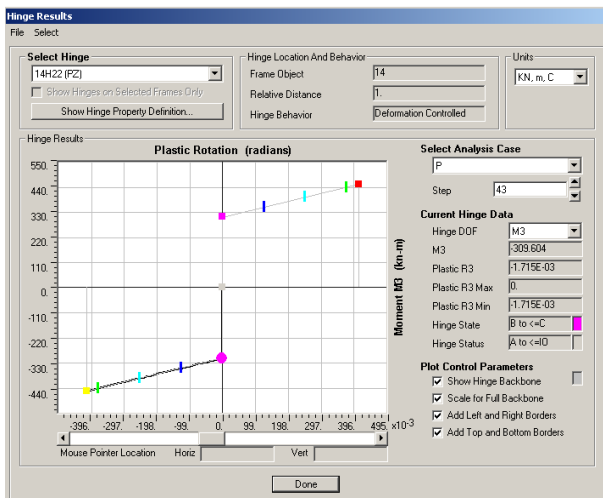 Hinge Results
File Select
Select Hinge
14H22 (PZ)
Show Hinges on Selected Frames Only
Show Hinge Property Definition...
Hinge Location And Behavior
Frame Object 14
Relative Distance 1.
Hinge Behavior Deformation Controlled
Units
KN, m, C
Hinge Results
Plastic Rotation (radians)
550.
440.
330.
220.
110.
0.
-110.
-220.
-330.
-440.
-396. -297. -198. -99. 0. 99. 198. 297. 396. 495. x10-3
Moment M3 (kn-m)
Mouse Pointer Location Horiz Vert
Select Analysis Case
P
Step 43
Current Hinge Data
Hinge DOF M3
M3 -309.604
Plastic R3 -1.715E-03
Plastic R3 Max 0.
Plastic R3 Min -1.715E-03
Hinge State B to <=C
Hinge Status A to <=IO
Plot Control Parameters
Show Hinge Backbone
Scale for Full Backbone
Add Left and Right Borders
Add Top and Bottom Borders
Done